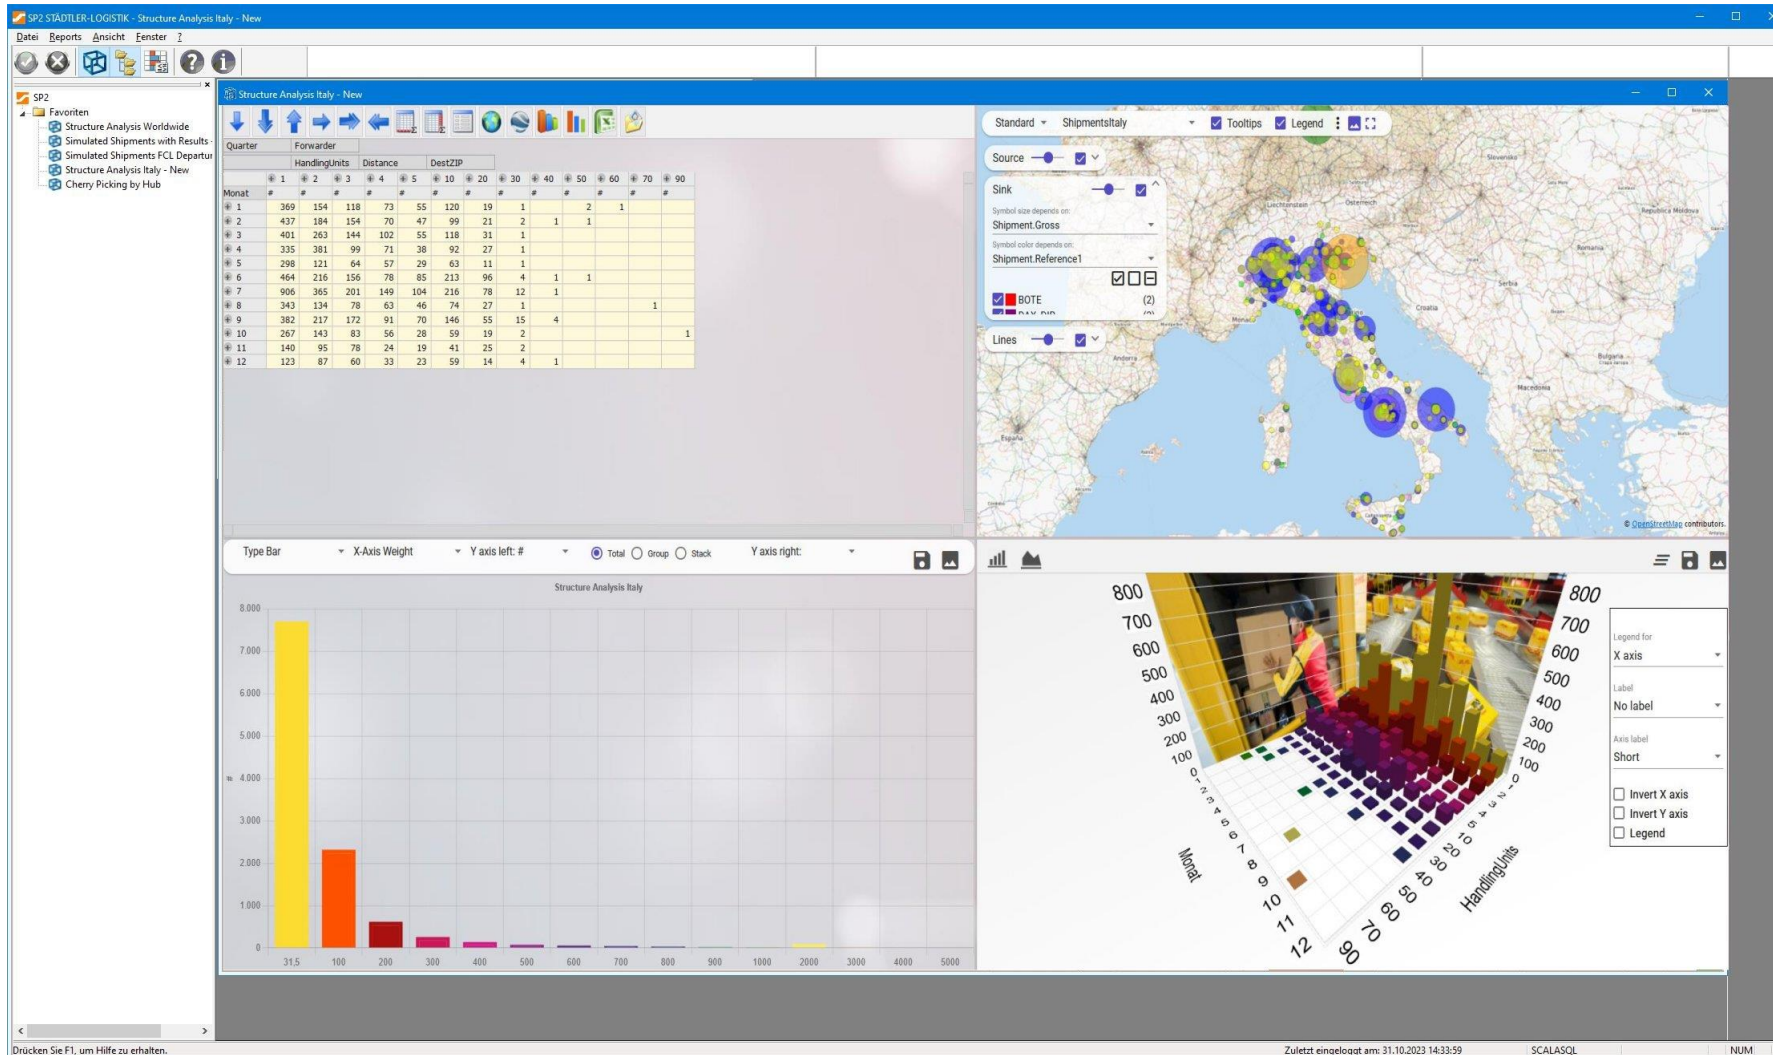 SP2 STÄDTLER-LOGISTIK - Structure Analysis Italy - New
Datei Reports Ansicht Fenster ?
SP2
Favoriten
Structure Analysis Worldwide
Simulated Shipments with Results -
Simulated Shipments FCL Departur
Structure Analysis Italy - New
Cherry Picking by Hub
Structure Analysis Italy - New
Quarter Forwarder
HandlingUnits Distance DestZIP
1 2 3 4 5 10 20 30 40 50 60 70 90
Monat # # # # # # # # # # # # #
1 369 154 118 73 55 120 19 1 2 1
2 437 184 154 70 47 99 21 2 1 1
3 401 263 144 102 55 118 31 1
4 335 381 99 71 38 92 27 1
5 298 121 64 57 29 63 11 1
6 464 216 156 78 85 213 96 4 1 1
7 906 365 201 149 104 216 78 12 1
8 343 134 78 63 46 74 27 1 1
9 382 217 172 91 70 146 55 15 4
10 267 143 83 56 28 59 19 2 1
11 140 95 78 24 19 41 25 2
12 123 87 60 33 23 59 14 4 1
Standard ShipmentsItaly Tooltips Legend
Source
Sink
Symbol size depends on:
Shipment.Gross
Symbol color depends on:
Shipment.Reference1
BOTE (2)
Lines
Slovensko
Liechtenstein Österreich
Republica Moldova
Romania
Serbia
Croatia
Monaco
Andorra
Bulgaria
Macedonia
España
© OpenStreetMap contributors.
Type Bar X-Axis Weight Y axis left: # Total Group Stack Y axis right:
Structure Analysis Italy
8.000
7.000
6.000
5.000
# 4.000
3.000
2.000
1.000
0
31,5 100 200 300 400 500 600 700 800 900 1000 2000 3000 4000 5000
800 800
700 700
600 600
500 500
400 400
300 300
200 200
100 100
0 0
1 2 3 4 5 6 7 8 9 10 11 12
Monat
1 2 3 4 5 10 20 30 40 50 60 70 90
HandlingUnits
Legend for
X axis
Label
No label
Axis label
Short
Invert X axis
Invert Y axis
Legend
Drücken Sie F1, um Hilfe zu erhalten. Zuletzt eingeloggt am: 31.10.2023 14:33:59 SCALASQL NUM